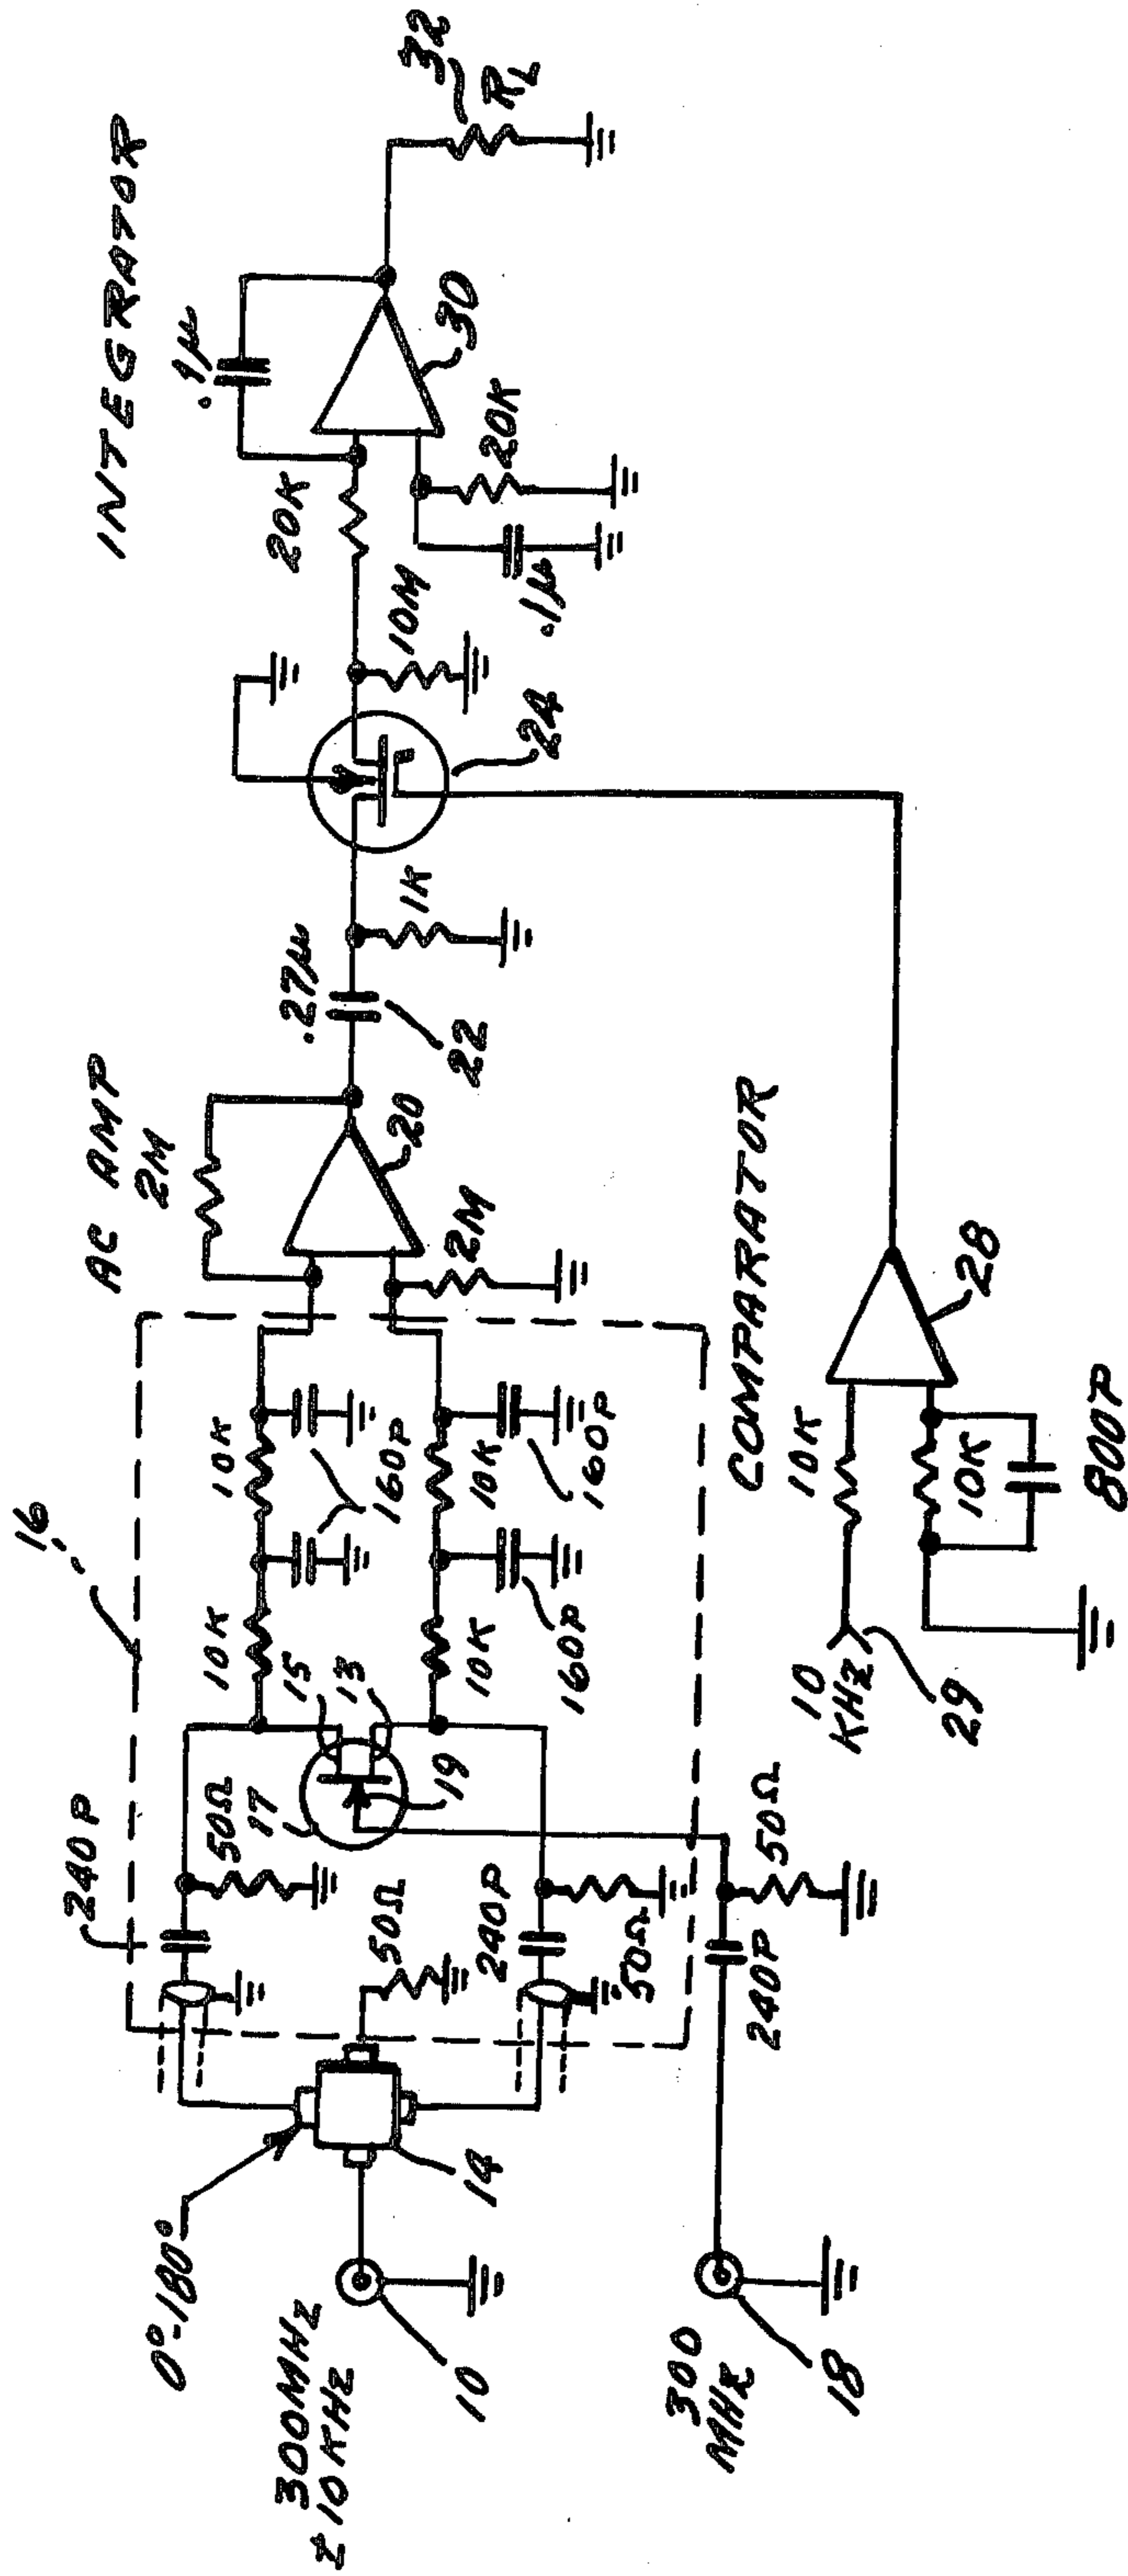 INTEGRATOR
.1µ
20K
30
32
R_L
10M
.1µ
20K
24
1K
.27µ
22
AC AMP
2M
20
2M
16
10K
10K
160P
15
13
10K
10K
160P
160P
17
19
240P
50Ω
50Ω
240P
50Ω
0°-180°
14
300MHZ
± 10KHZ
10
300
MHZ
18
240P
50Ω
COMPARATOR
10K
10
KHZ
29
28
10K
800P